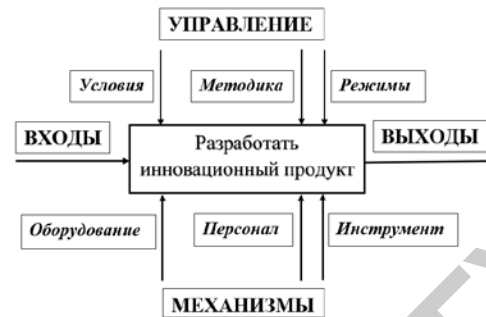 УПРАВЛЕНИЕ
Условия
Методика
Режимы
ВХОДЫ
Разработать
инновационный продукт
ВЫХОДЫ
Оборудование
Персонал
Инструмент
МЕХАНИЗМЫ